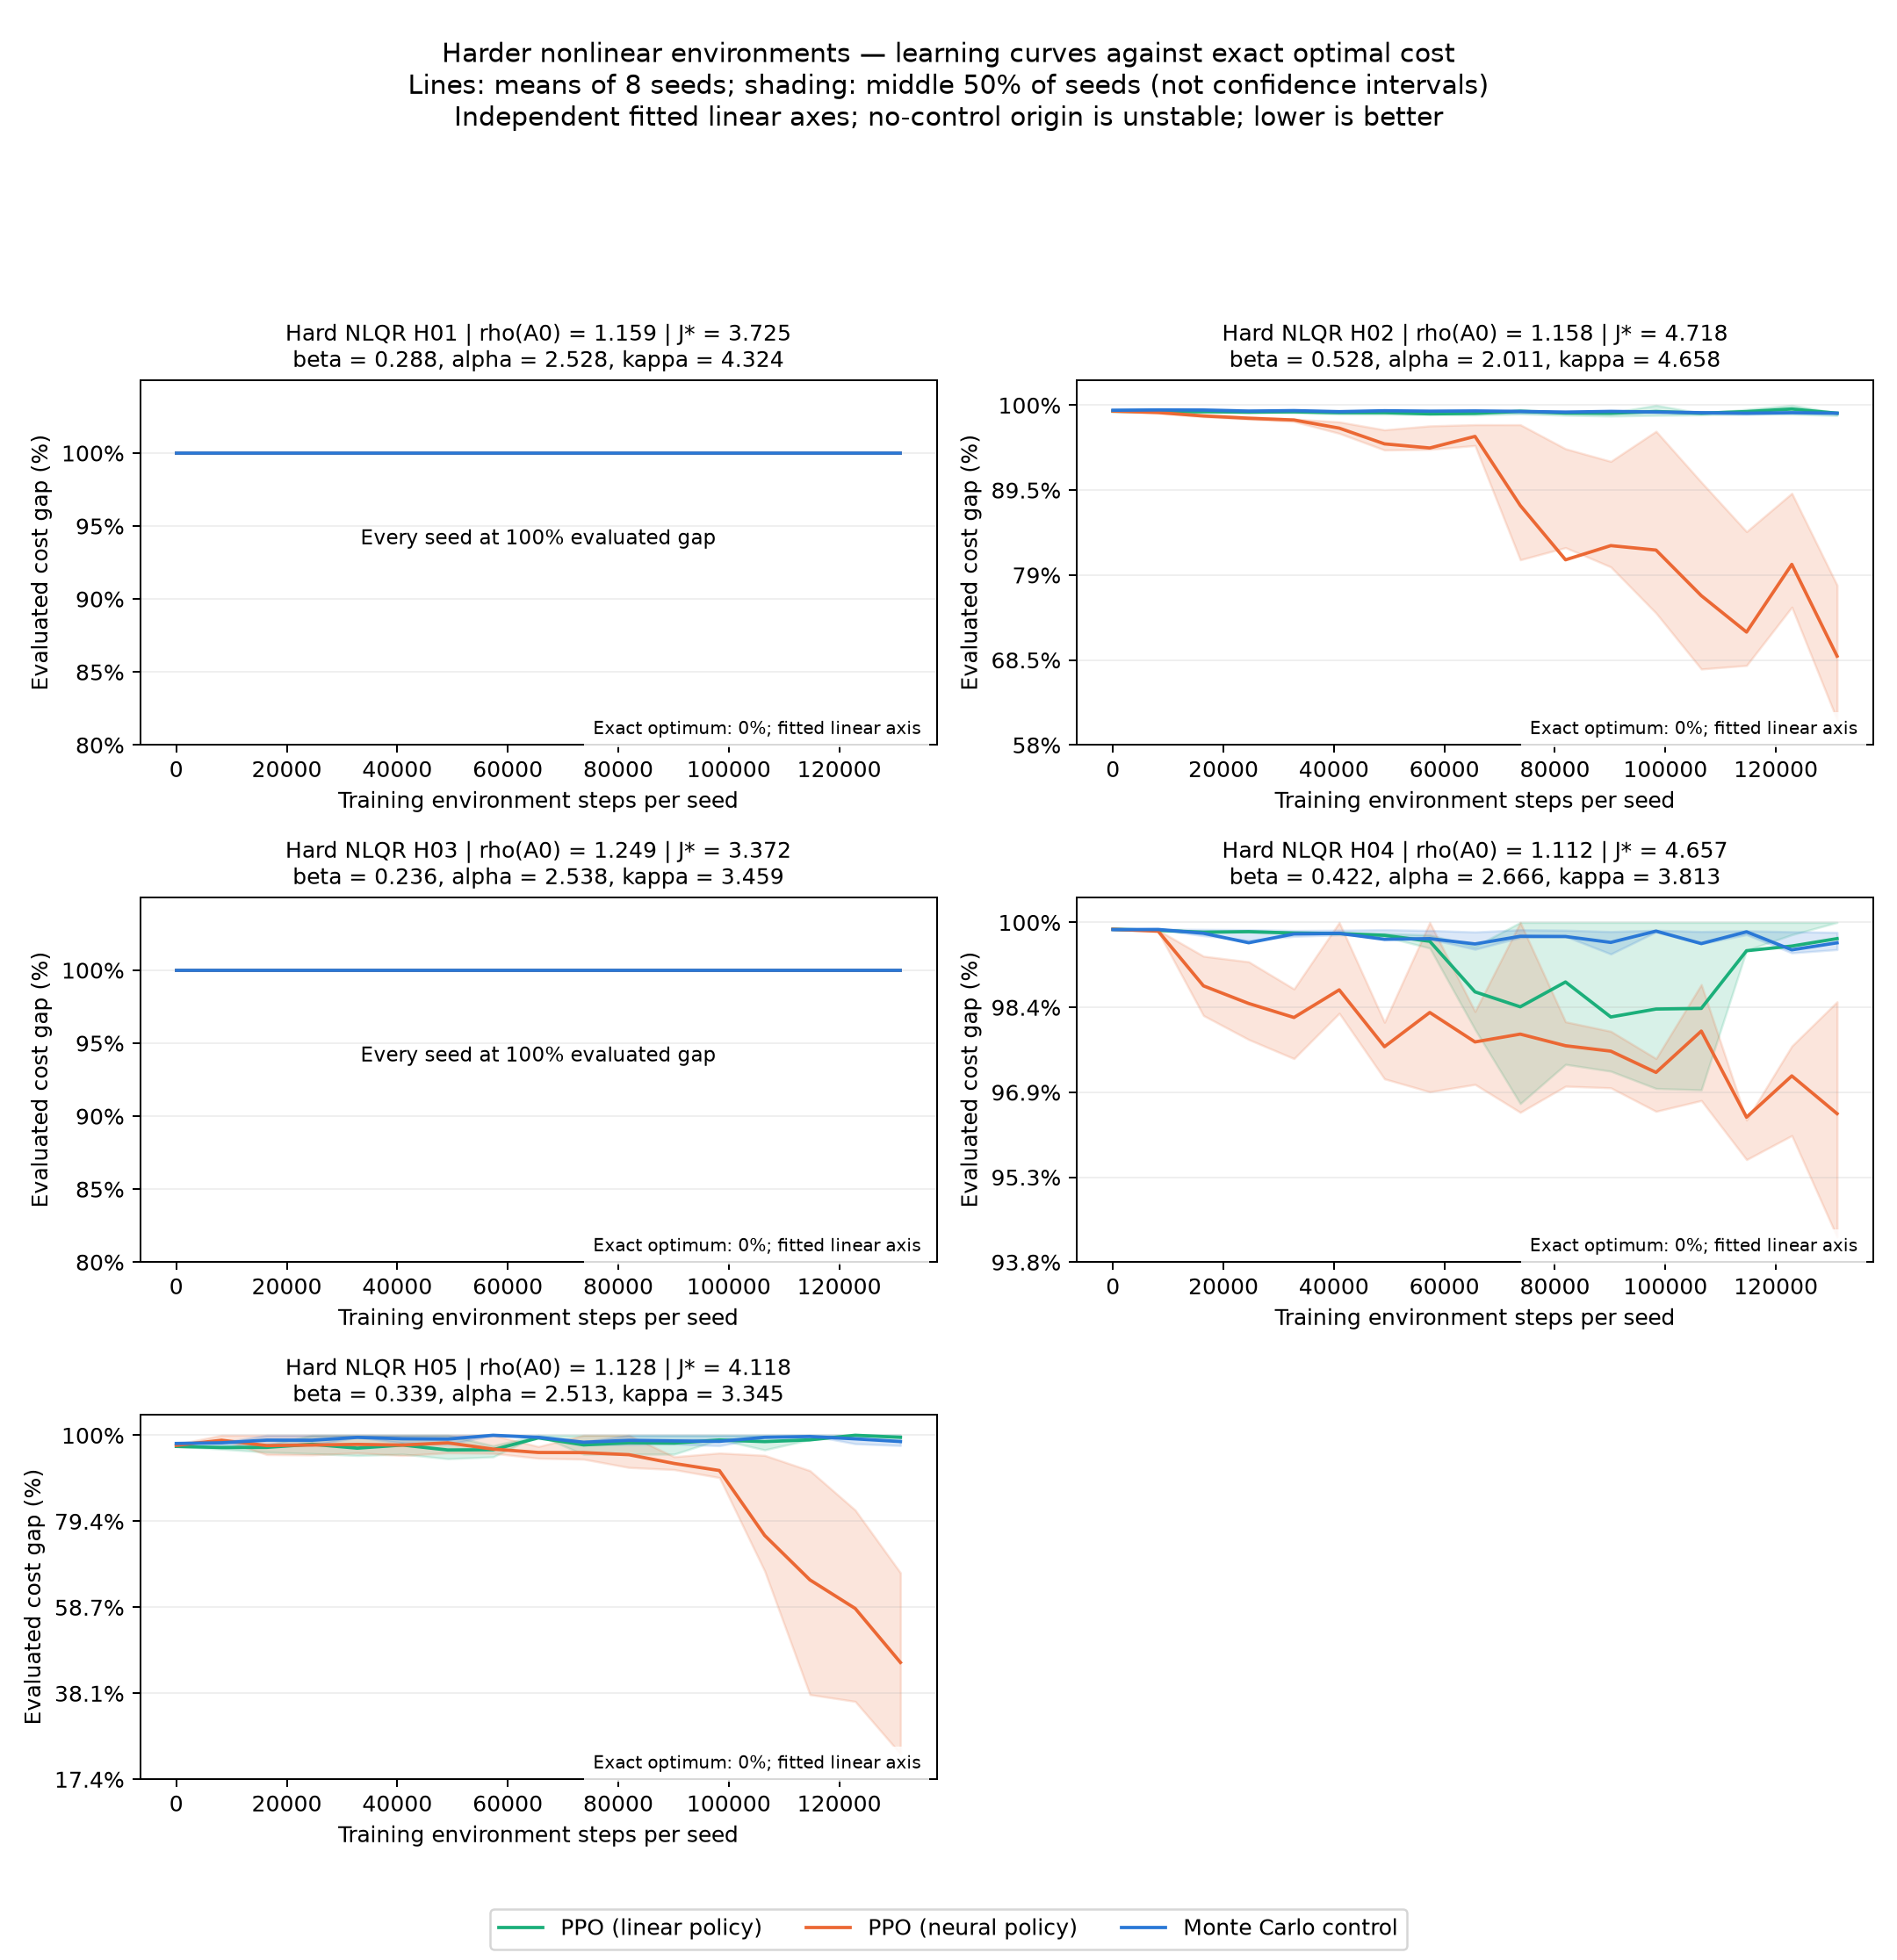 Harder nonlinear environments — learning curves against exact optimal cost
Lines: means of 8 seeds; shading: middle 50% of seeds (not confidence intervals)
Independent fitted linear axes; no-control origin is unstable; lower is better
Hard NLQR H01 | rho(A0) = 1.159 | J* = 3.725
beta = 0.288, alpha = 2.528, kappa = 4.324
Evaluated cost gap (%)
100%
95%
90%
85%
80%
Every seed at 100% evaluated gap
Exact optimum: 0%; fitted linear axis
0 20000 40000 60000 80000 100000 120000
Training environment steps per seed
Hard NLQR H02 | rho(A0) = 1.158 | J* = 4.718
beta = 0.528, alpha = 2.011, kappa = 4.658
Evaluated cost gap (%)
100%
89.5%
79%
68.5%
58%
Exact optimum: 0%; fitted linear axis
0 20000 40000 60000 80000 100000 120000
Training environment steps per seed
Hard NLQR H03 | rho(A0) = 1.249 | J* = 3.372
beta = 0.236, alpha = 2.538, kappa = 3.459
Evaluated cost gap (%)
100%
95%
90%
85%
80%
Every seed at 100% evaluated gap
Exact optimum: 0%; fitted linear axis
0 20000 40000 60000 80000 100000 120000
Training environment steps per seed
Hard NLQR H04 | rho(A0) = 1.112 | J* = 4.657
beta = 0.422, alpha = 2.666, kappa = 3.813
Evaluated cost gap (%)
100%
98.4%
96.9%
95.3%
93.8%
Exact optimum: 0%; fitted linear axis
0 20000 40000 60000 80000 100000 120000
Training environment steps per seed
Hard NLQR H05 | rho(A0) = 1.128 | J* = 4.118
beta = 0.339, alpha = 2.513, kappa = 3.345
Evaluated cost gap (%)
100%
79.4%
58.7%
38.1%
17.4%
Exact optimum: 0%; fitted linear axis
0 20000 40000 60000 80000 100000 120000
Training environment steps per seed
PPO (linear policy) PPO (neural policy) Monte Carlo control